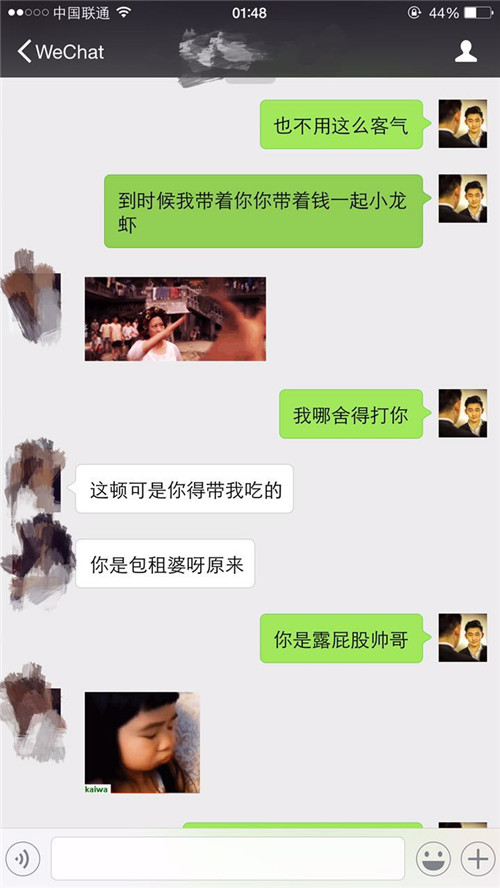 中国联通
01:48
44%
WeChat
也不用这么客气
到时候我带着你你带着钱一起小龙
虾
我哪舍得打你
这顿可是你得带我吃的
你是包租婆呀原来
你是露屁股帅哥
kaiwa